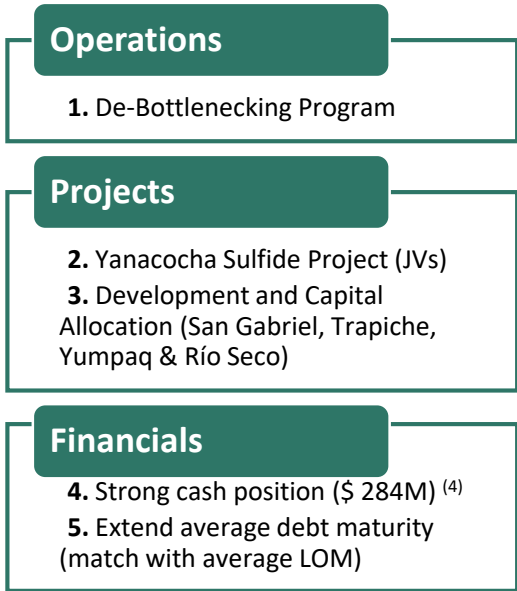 Operations
1. De-Bottlenecking Program
Projects
2. Yanacocha Sulfide Project (JVs)
3. Development and Capital
Allocation (San Gabriel, Trapiche,
Yumpaq & Río Seco)
Financials
4. Strong cash position ($ 284M) (4)
5. Extend average debt maturity
(match with average LOM)